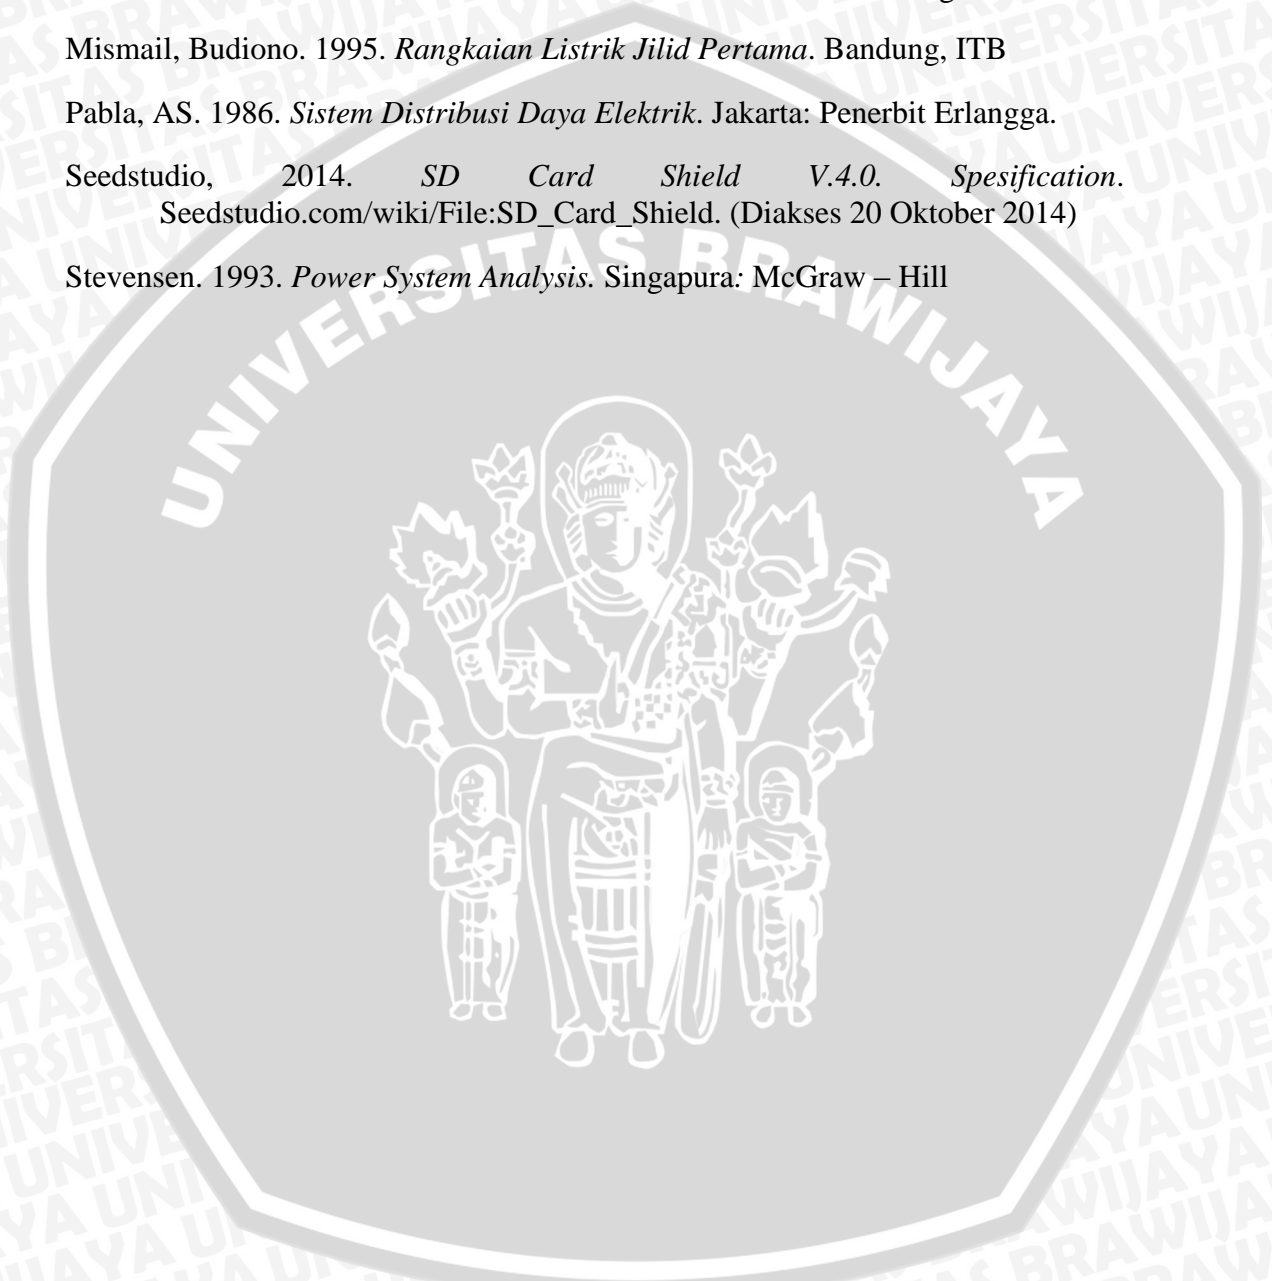 Mismail, Budiono. 1995. Rangkaian Listrik Jilid Pertama. Bandung, ITB
Pabla, AS. 1986. Sistem Distribusi Daya Elektrik. Jakarta: Penerbit Erlangga.
Seedstudio, 2014. SD Card Shield V.4.0. Spesification.
Seedstudio.com/wiki/File:SD_Card_Shield. (Diakses 20 Oktober 2014)
Stevensen. 1993. Power System Analysis. Singapura: McGraw – Hill
UNIVERSITAS BRAWIJAYA